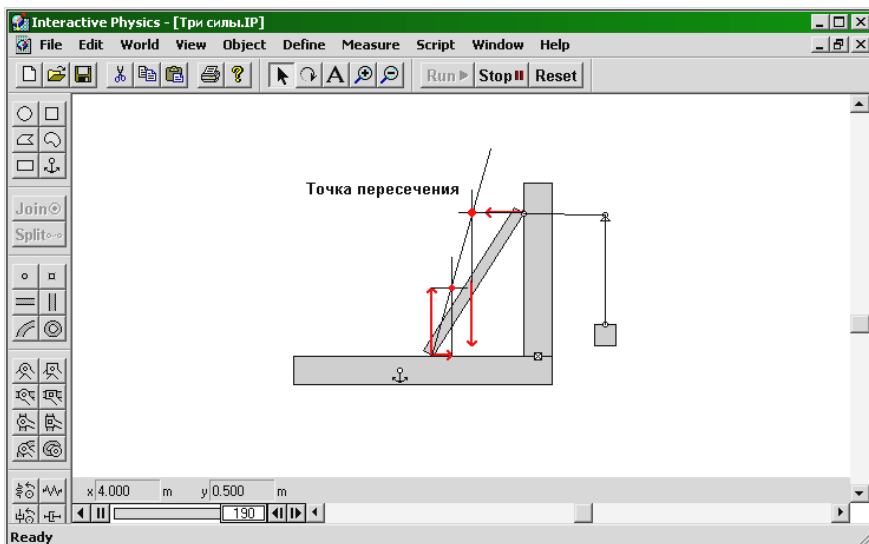 Interactive Physics - [Три силы.IP]
File Edit World View Object Define Measure Script Window Help
A Run Stop Reset
Join
Split
Точка пересечения
x 4.000 m y 0.500 m
190
Ready